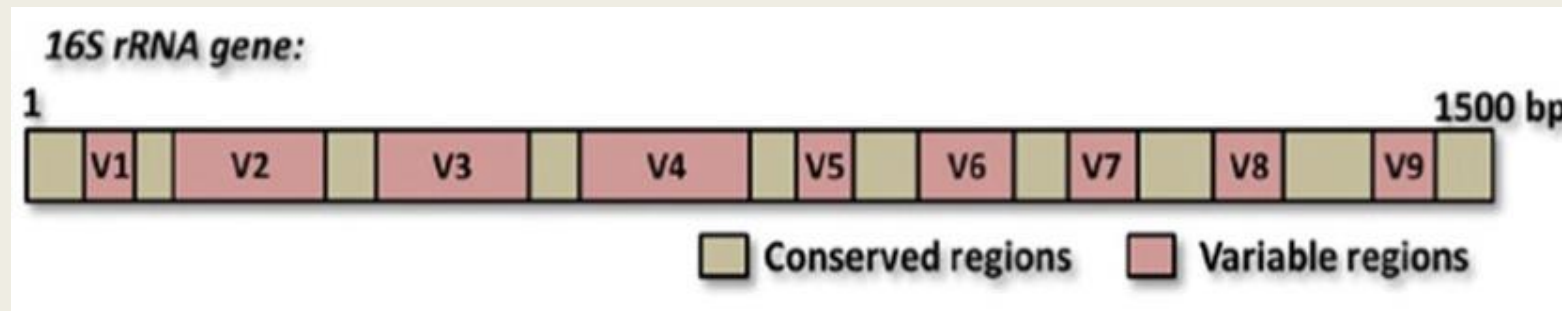 16S rRNA gene:
1 1500 bp
V1 V2 V3 V4 V5 V6 V7 V8 V9
Conserved regions Variable regions